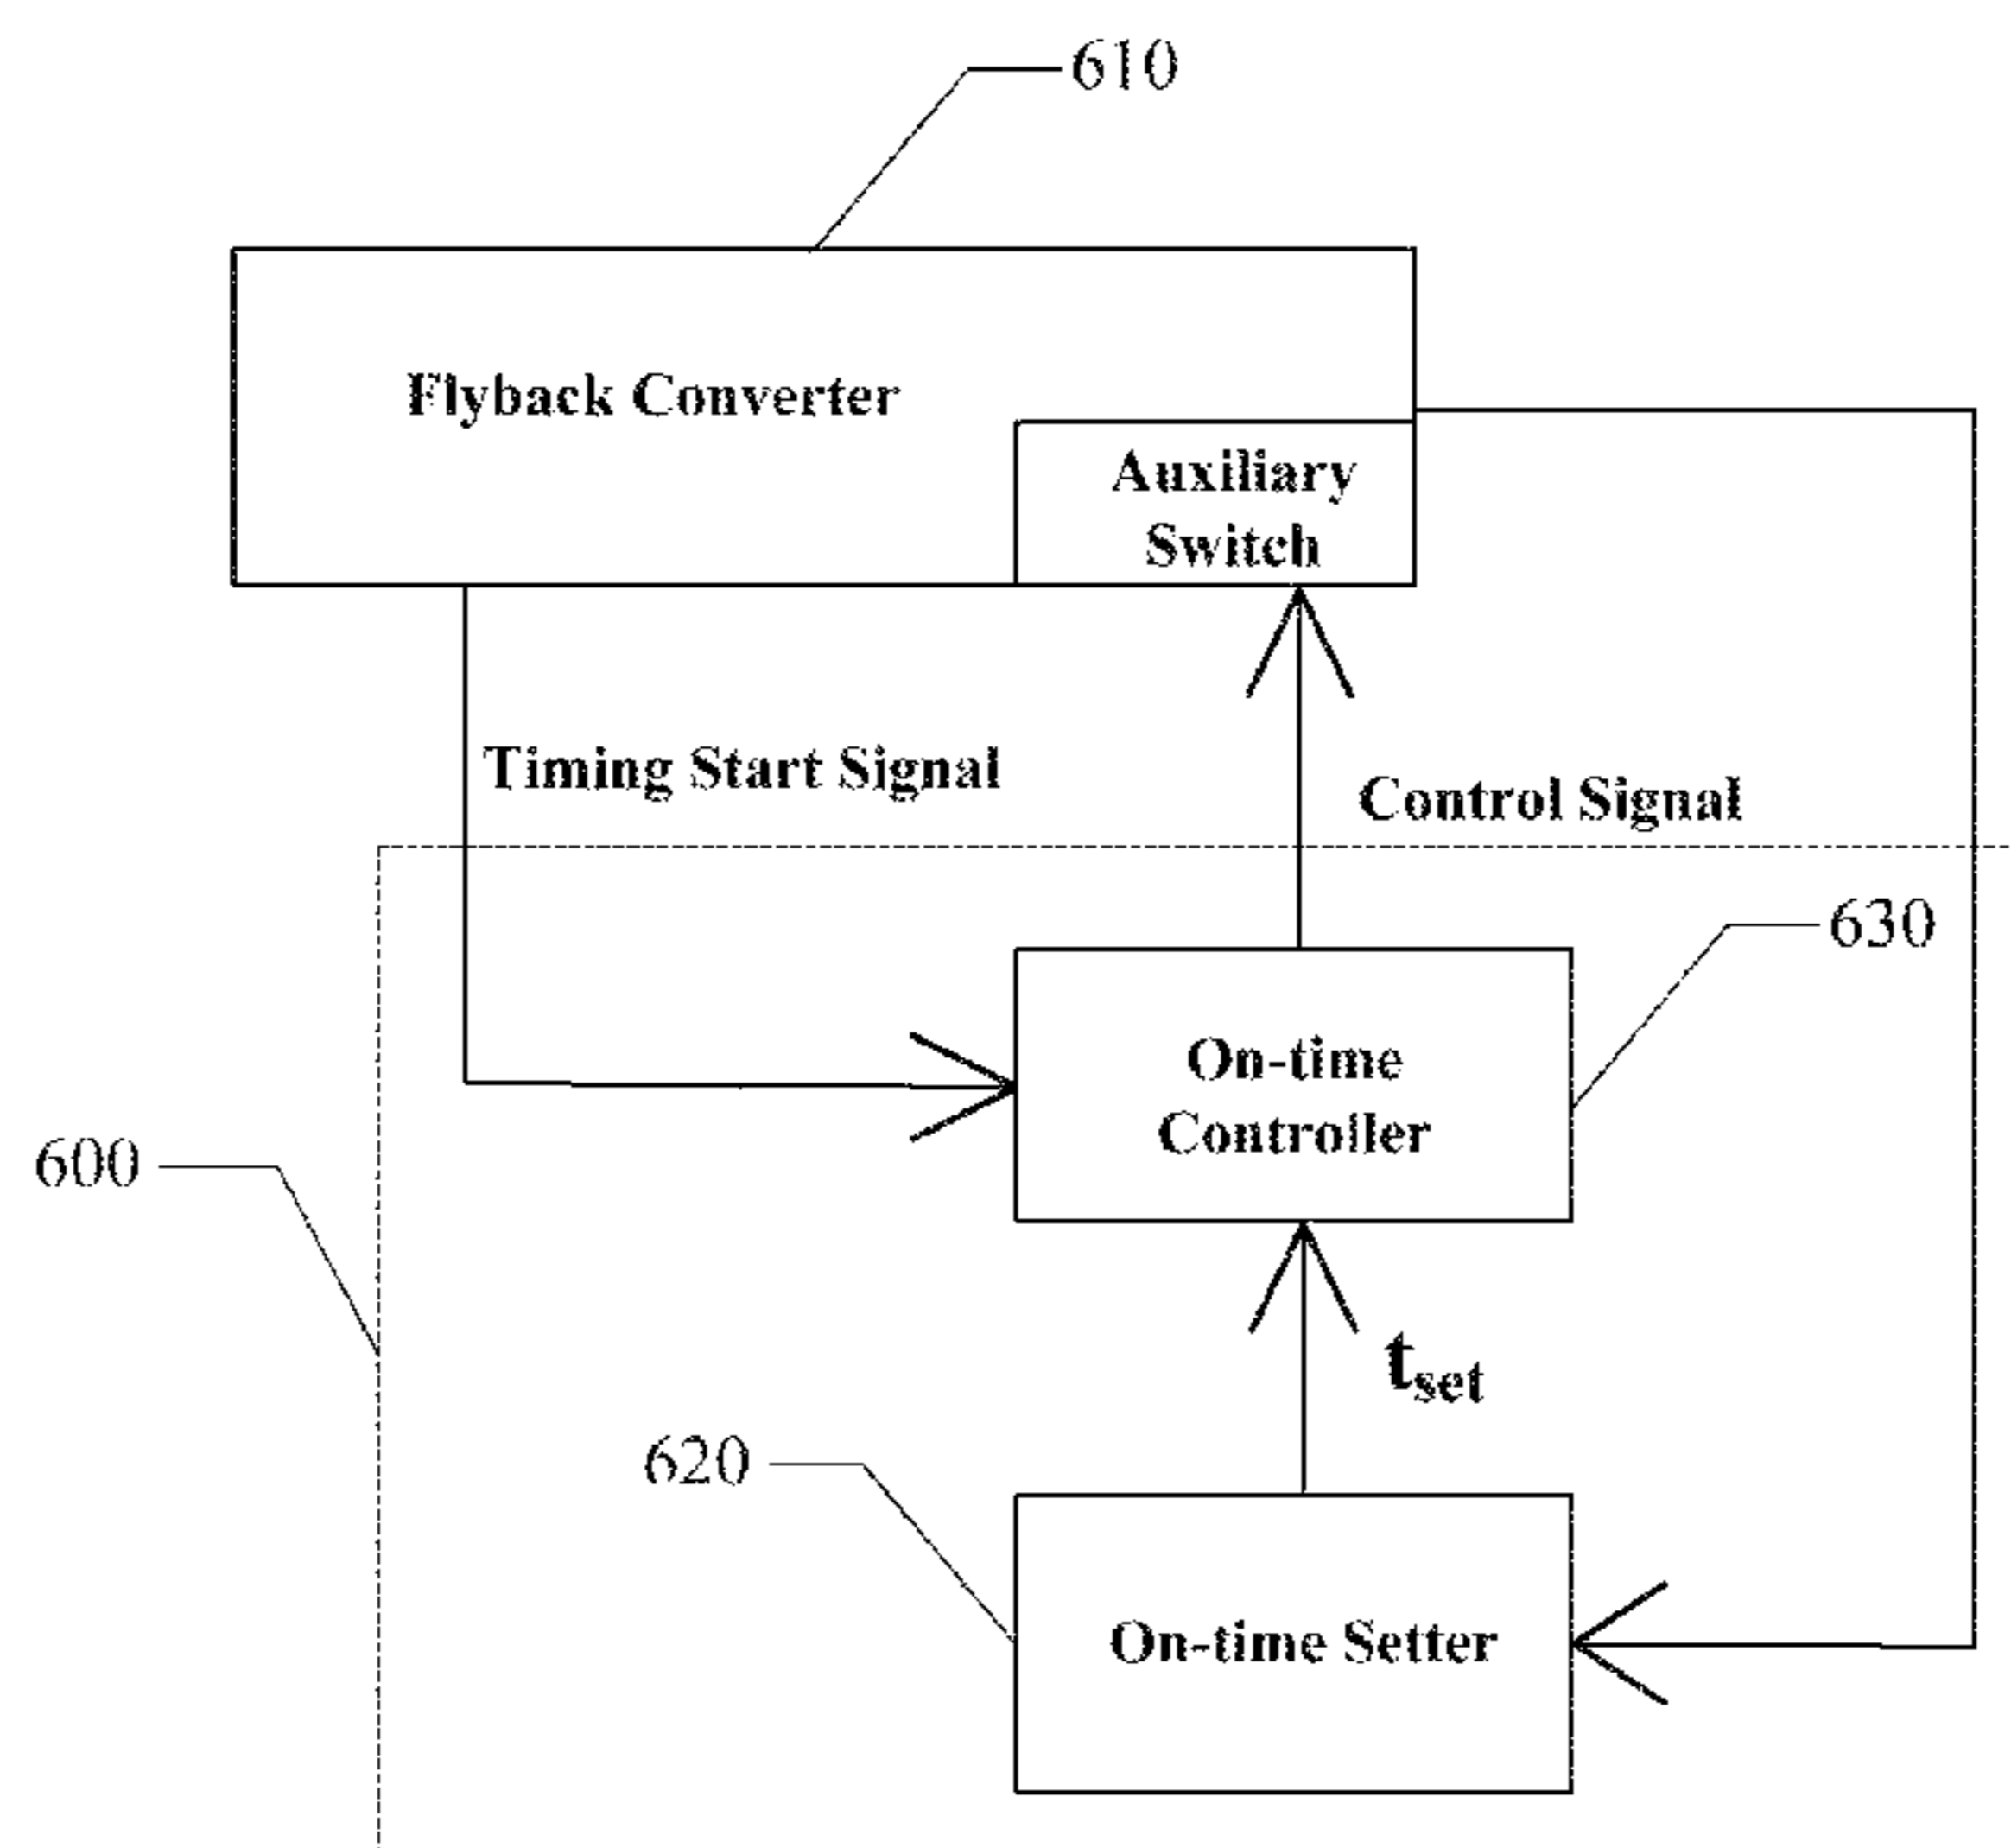 610
Flyback Converter
Auxiliary
Switch
Timing Start Signal
Control Signal
630
On-time
Controller
600
tset
620
On-time Setter